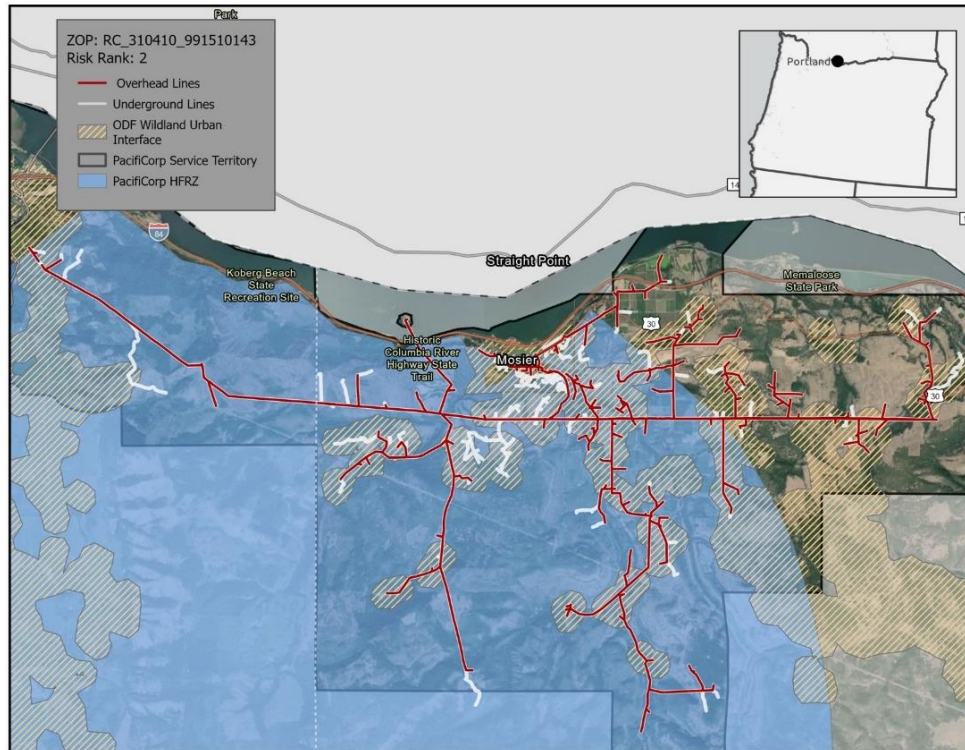 Park
ZOP: RC_310410_991510143
Risk Rank: 2
Overhead Lines
Underground Lines
ODF Wildland Urban
Interface
PacifiCorp Service Territory
PacifiCorp HFRZ
Portland
14
1
84
Straight Point
Koberg Beach
State
Recreation Site
Memaloose
State Park
30
Historic
Columbia River
Highway State
Trail
Mosier
30